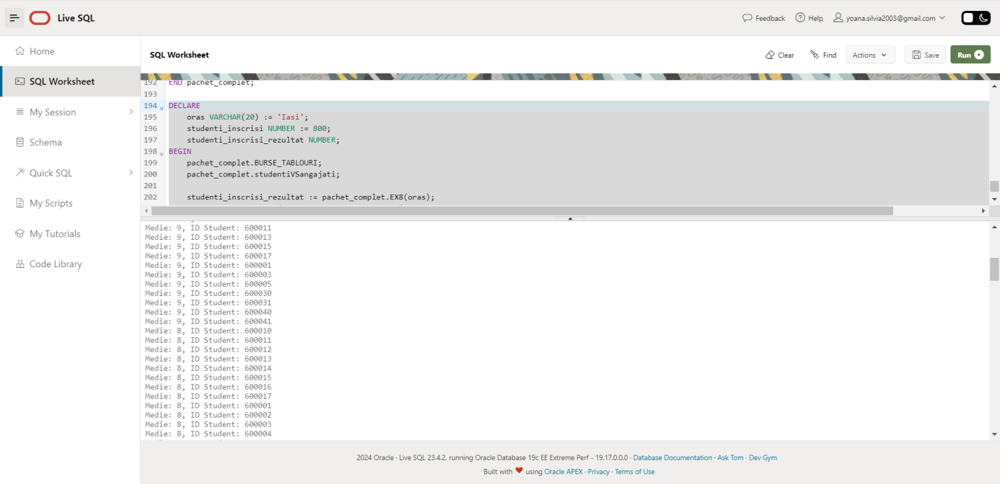 Live SQL
Feedback
Help
yoana.silvia2003@gmail.com
Home
SQL Worksheet
My Session
Schema
Quick SQL
My Scripts
My Tutorials
Code Library
SQL Worksheet
Clear
Find
Actions
Save
Run
192 END pachet_complet;
193
194 DECLARE
195 oras VARCHAR(20) := 'Iasi';
196 studenti_inscrisi NUMBER := 800;
197 studenti_inscrisi_rezultat NUMBER;
198 BEGIN
199 pachet_complet.BURSE_TABLOURI;
200 pachet_complet.studentiVSangajati;
201
202 studenti_inscrisi_rezultat := pachet_complet.EX8(oras);
Medie: 9, ID Student: 600011
Medie: 9, ID Student: 600013
Medie: 9, ID Student: 600015
Medie: 9, ID Student: 600017
Medie: 9, ID Student: 600001
Medie: 9, ID Student: 600003
Medie: 9, ID Student: 600005
Medie: 9, ID Student: 600030
Medie: 9, ID Student: 600031
Medie: 9, ID Student: 600040
Medie: 9, ID Student: 600041
Medie: 8, ID Student: 600010
Medie: 8, ID Student: 600011
Medie: 8, ID Student: 600012
Medie: 8, ID Student: 600013
Medie: 8, ID Student: 600014
Medie: 8, ID Student: 600015
Medie: 8, ID Student: 600016
Medie: 8, ID Student: 600017
Medie: 8, ID Student: 600001
Medie: 8, ID Student: 600002
Medie: 8, ID Student: 600003
Medie: 8, ID Student: 600004
2024 Oracle · Live SQL 23.4.2, running Oracle Database 19c EE Extreme Perf - 19.17.0.0.0 · Database Documentation · Ask Tom · Dev Gym
Built with ❤ using Oracle APEX · Privacy · Terms of Use